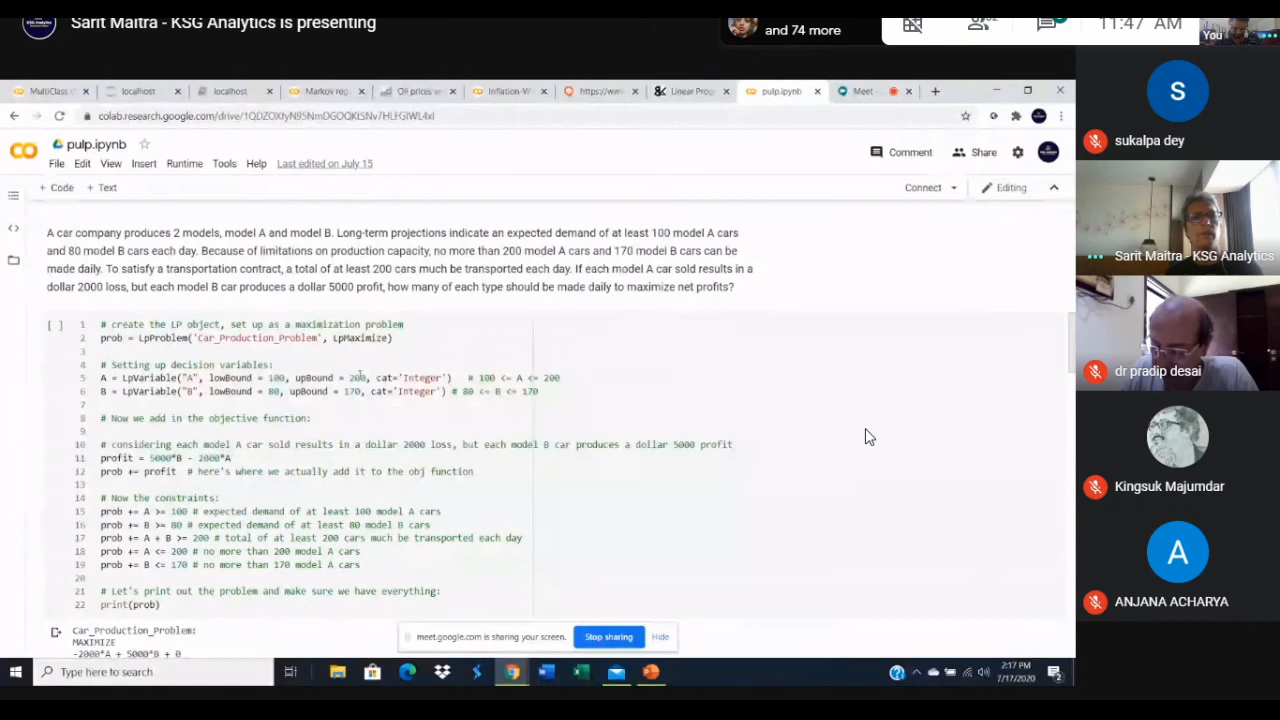 Sarit Maitra - KSG Analytics is presenting
and 74 more
11:47 AM
You
MultiClass c
localhost
localhost
Markov reg
Oil prices w
Inflation-W
https://ww
Linear Prog
pulp.ipynb
Meet -
pulp.ipynb
File Edit View Insert Runtime Tools Help Last edited on July 15
Comment
Share
+ Code + Text
Connect
Editing
A car company produces 2 models, model A and model B. Long-term projections indicate an expected demand of at least 100 model A cars
and 80 model B cars each day. Because of limitations on production capacity, no more than 200 model A cars and 170 model B cars can be
made daily. To satisfy a transportation contract, a total of at least 200 cars much be transported each day. If each model A car sold results in a
dollar 2000 loss, but each model B car produces a dollar 5000 profit, how many of each type should be made daily to maximize net profits?
[ ] 1 # create the LP object, set up as a maximization problem
2 prob = LpProblem('Car_Production_Problem', LpMaximize)
3
4 # Setting up decision variables:
5 A = LpVariable("A", lowBound = 100, upBound = 200, cat='Integer') # 100 <= A <= 200
6 B = LpVariable("B", lowBound = 80, upBound = 170, cat='Integer') # 80 <= B <= 170
7
8 # Now we add in the objective function:
9
10 # considering each model A car sold results in a dollar 2000 loss, but each model B car produces a dollar 5000 profit
11 profit = 5000*B - 2000*A
12 prob += profit # here's where we actually add it to the obj function
13
14 # Now the constraints:
15 prob += A >= 100 # expected demand of at least 100 model A cars
16 prob += B >= 80 # expected demand of at least 80 model B cars
17 prob += A + B >= 200 # total of at least 200 cars much be transported each day
18 prob += A <= 200 # no more than 200 model A cars
19 prob += B <= 170 # no more than 170 model A cars
20
21 # Let's print out the problem and make sure we have everything:
22 print(prob)
Car_Production_Problem:
MAXIMIZE
-2000*A + 5000*B + 0
meet.google.com is sharing your screen.
Stop sharing
Hide
Type here to search
2:17 PM
7/17/2020
S
sukalpa dey
Sarit Maitra - KSG Analytics
dr pradip desai
Kingsuk Majumdar
A
ANJANA ACHARYA